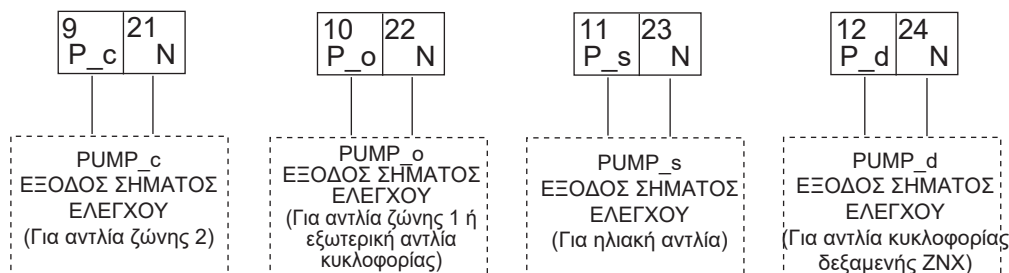 9 21
P_c N
PUMP_c
ΕΞΟΔΟΣ ΣΗΜΑΤΟΣ
ΕΛΕΓΧΟΥ
(Για αντλία ζώνης 2)
10 22
P_o N
PUMP_o
ΕΞΟΔΟΣ ΣΗΜΑΤΟΣ
ΕΛΕΓΧΟΥ
(Για αντλία ζώνης 1 ή
εξωτερική αντλία
κυκλοφορίας)
11 23
P_s N
PUMP_s
ΕΞΟΔΟΣ ΣΗΜΑΤΟΣ
ΕΛΕΓΧΟΥ
(Για ηλιακή αντλία)
12 24
P_d N
PUMP_d
ΕΞΟΔΟΣ ΣΗΜΑΤΟΣ
ΕΛΕΓΧΟΥ
(Για αντλία κυκλοφορίας
δεξαμενής ΖΝΧ)